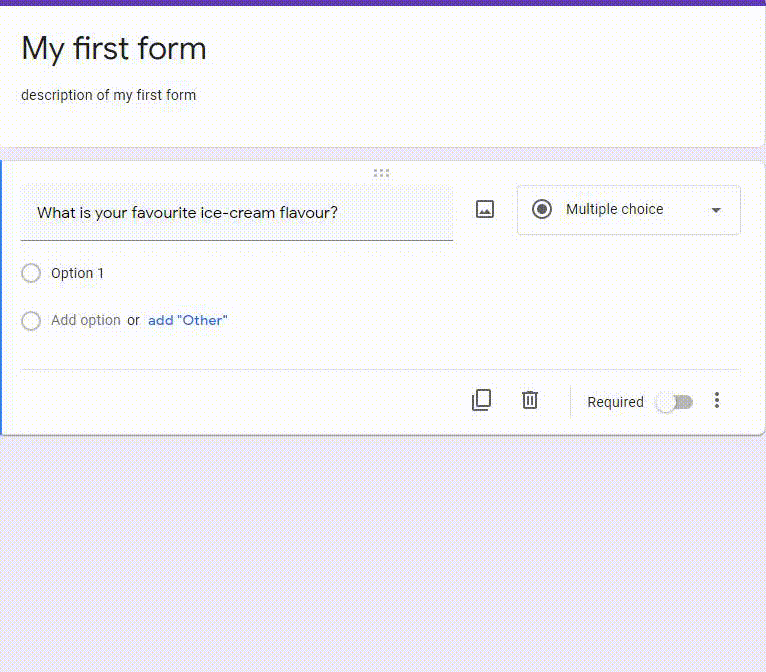 My first form
description of my first form
What is your favourite ice-cream flavour?
Multiple choice
Option 1
Add option or add "Other"
Required